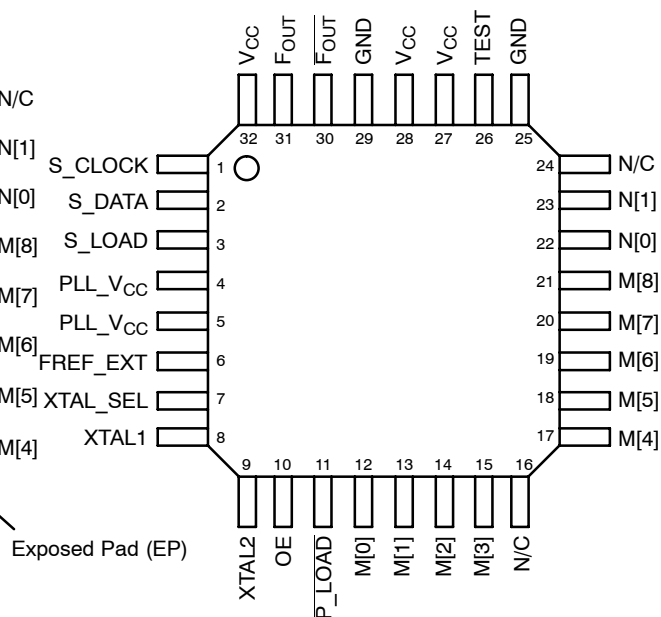 VCC
FOUT
F̅O̅U̅T̅
GND
VCC
VCC
TEST
GND
32 31 30 29 28 27 26 25
N/C
N[1]
N[0]
M[8]
M[7]
M[6]
M[5]
M[4]
Exposed Pad (EP)
S_CLOCK 1
S_DATA 2
S_LOAD 3
PLL_VCC 4
PLL_VCC 5
FREF_EXT 6
XTAL_SEL 7
XTAL1 8
24 N/C
23 N[1]
22 N[0]
21 M[8]
20 M[7]
19 M[6]
18 M[5]
17 M[4]
9 10 11 12 13 14 15 16
XTAL2
OE
P̅_̅L̅O̅A̅D̅
M[0]
M[1]
M[2]
M[3]
N/C